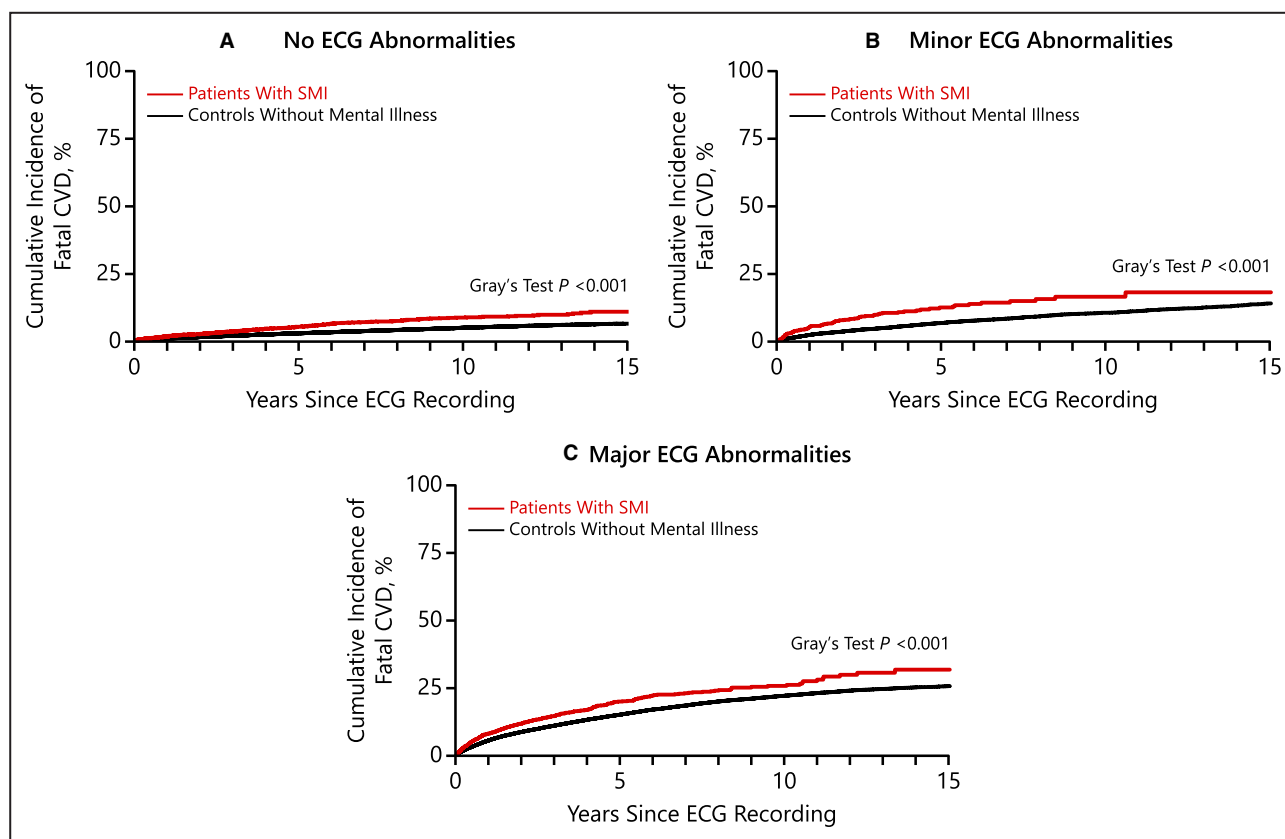 A No ECG Abnormalities
Cumulative Incidence of
Fatal CVD, %
100
75
50
25
0
Patients With SMI
Controls Without Mental Illness
Gray's Test P <0.001
0 5 10 15
Years Since ECG Recording
B Minor ECG Abnormalities
Cumulative Incidence of
Fatal CVD, %
100
75
50
25
0
Patients With SMI
Controls Without Mental Illness
Gray's Test P <0.001
0 5 10 15
Years Since ECG Recording
C Major ECG Abnormalities
Cumulative Incidence of
Fatal CVD, %
100
75
50
25
0
Patients With SMI
Controls Without Mental Illness
Gray's Test P <0.001
0 5 10 15
Years Since ECG Recording